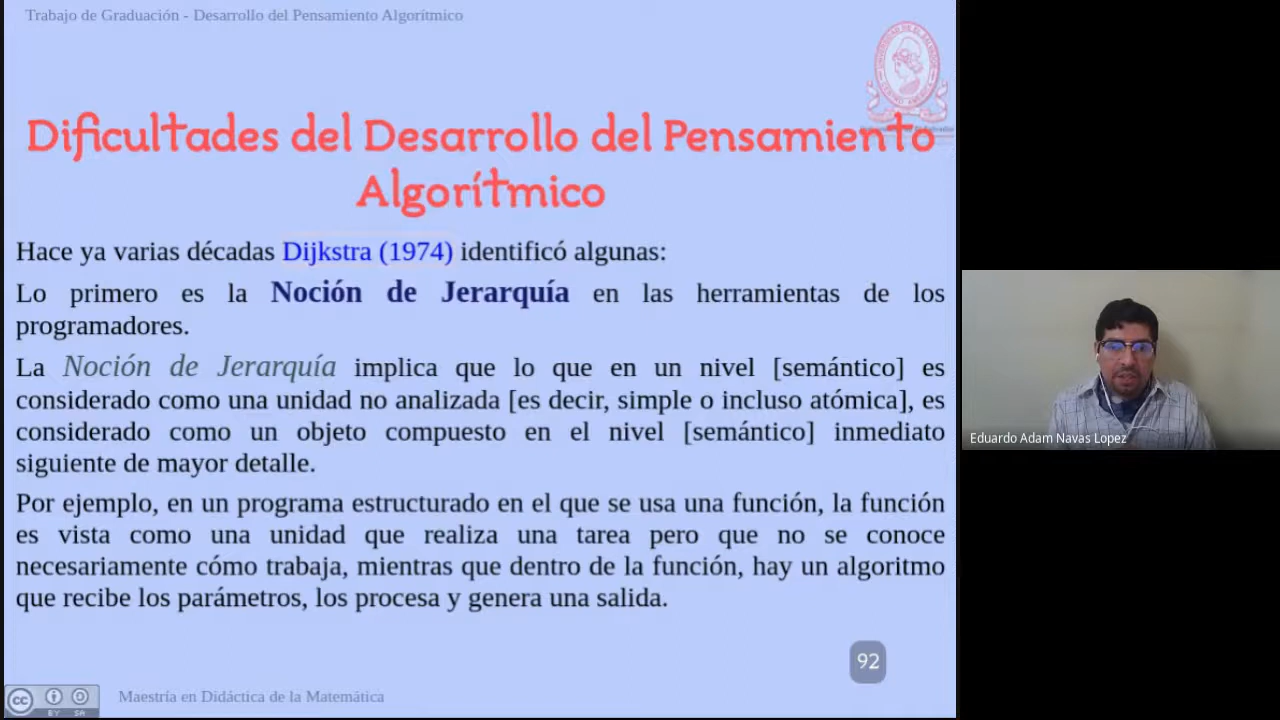 Trabajo de Graduación - Desarrollo del Pensamiento Algorítmico
UNIVERSIDAD DE EL SALVADOR
Dificultades del Desarrollo del Pensamiento
Algorítmico
Hace ya varias décadas Dijkstra (1974) identificó algunas:
Lo primero es la Noción de Jerarquía en las herramientas de los
programadores.
La Noción de Jerarquía implica que lo que en un nivel [semántico] es
considerado como una unidad no analizada [es decir, simple o incluso atómica], es
considerado como un objeto compuesto en el nivel [semántico] inmediato
siguiente de mayor detalle.
Eduardo Adam Navas Lopez
Por ejemplo, en un programa estructurado en el que se usa una función, la función
es vista como una unidad que realiza una tarea pero que no se conoce
necesariamente cómo trabaja, mientras que dentro de la función, hay un algoritmo
que recibe los parámetros, los procesa y genera una salida.
92
cc BY SA
Maestría en Didáctica de la Matemática